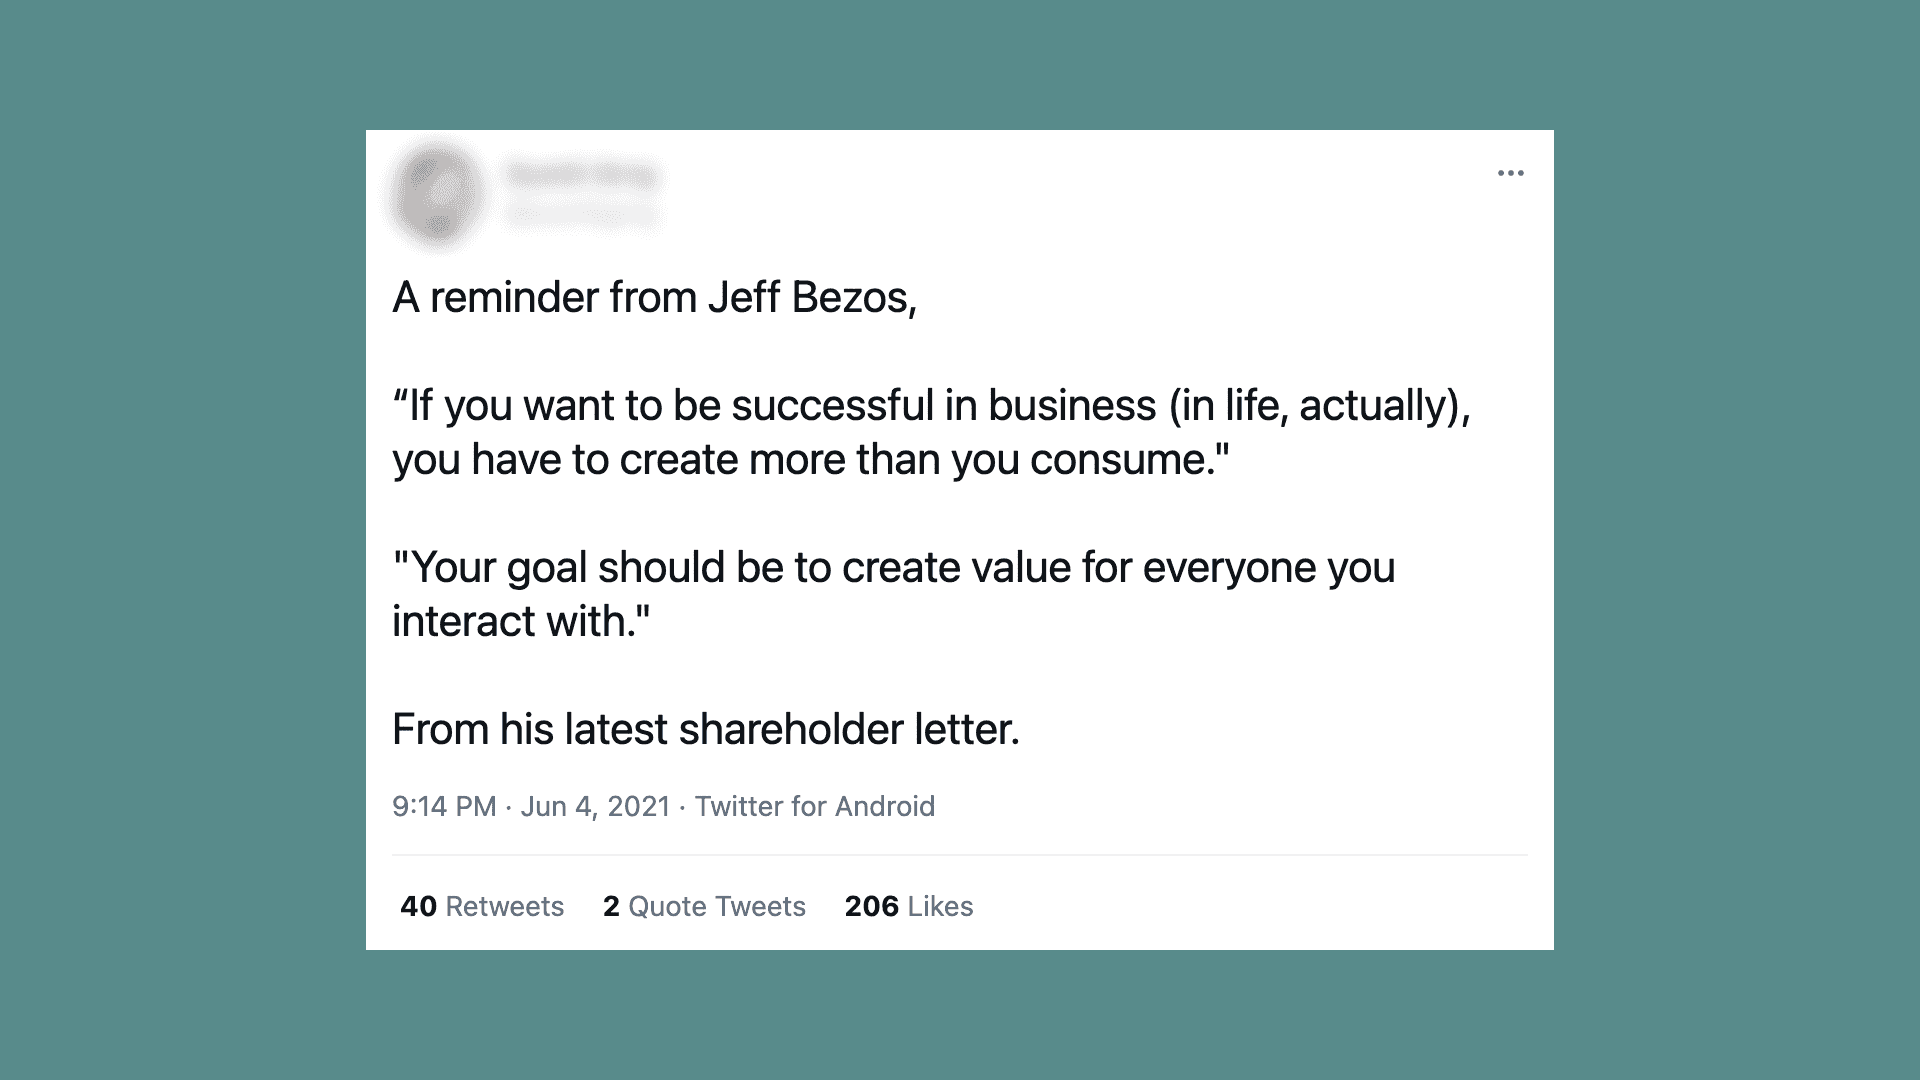 A reminder from Jeff Bezos,
“If you want to be successful in business (in life, actually),
you have to create more than you consume."
"Your goal should be to create value for everyone you
interact with."
From his latest shareholder letter.
9:14 PM · Jun 4, 2021 · Twitter for Android
40 Retweets 2 Quote Tweets 206 Likes